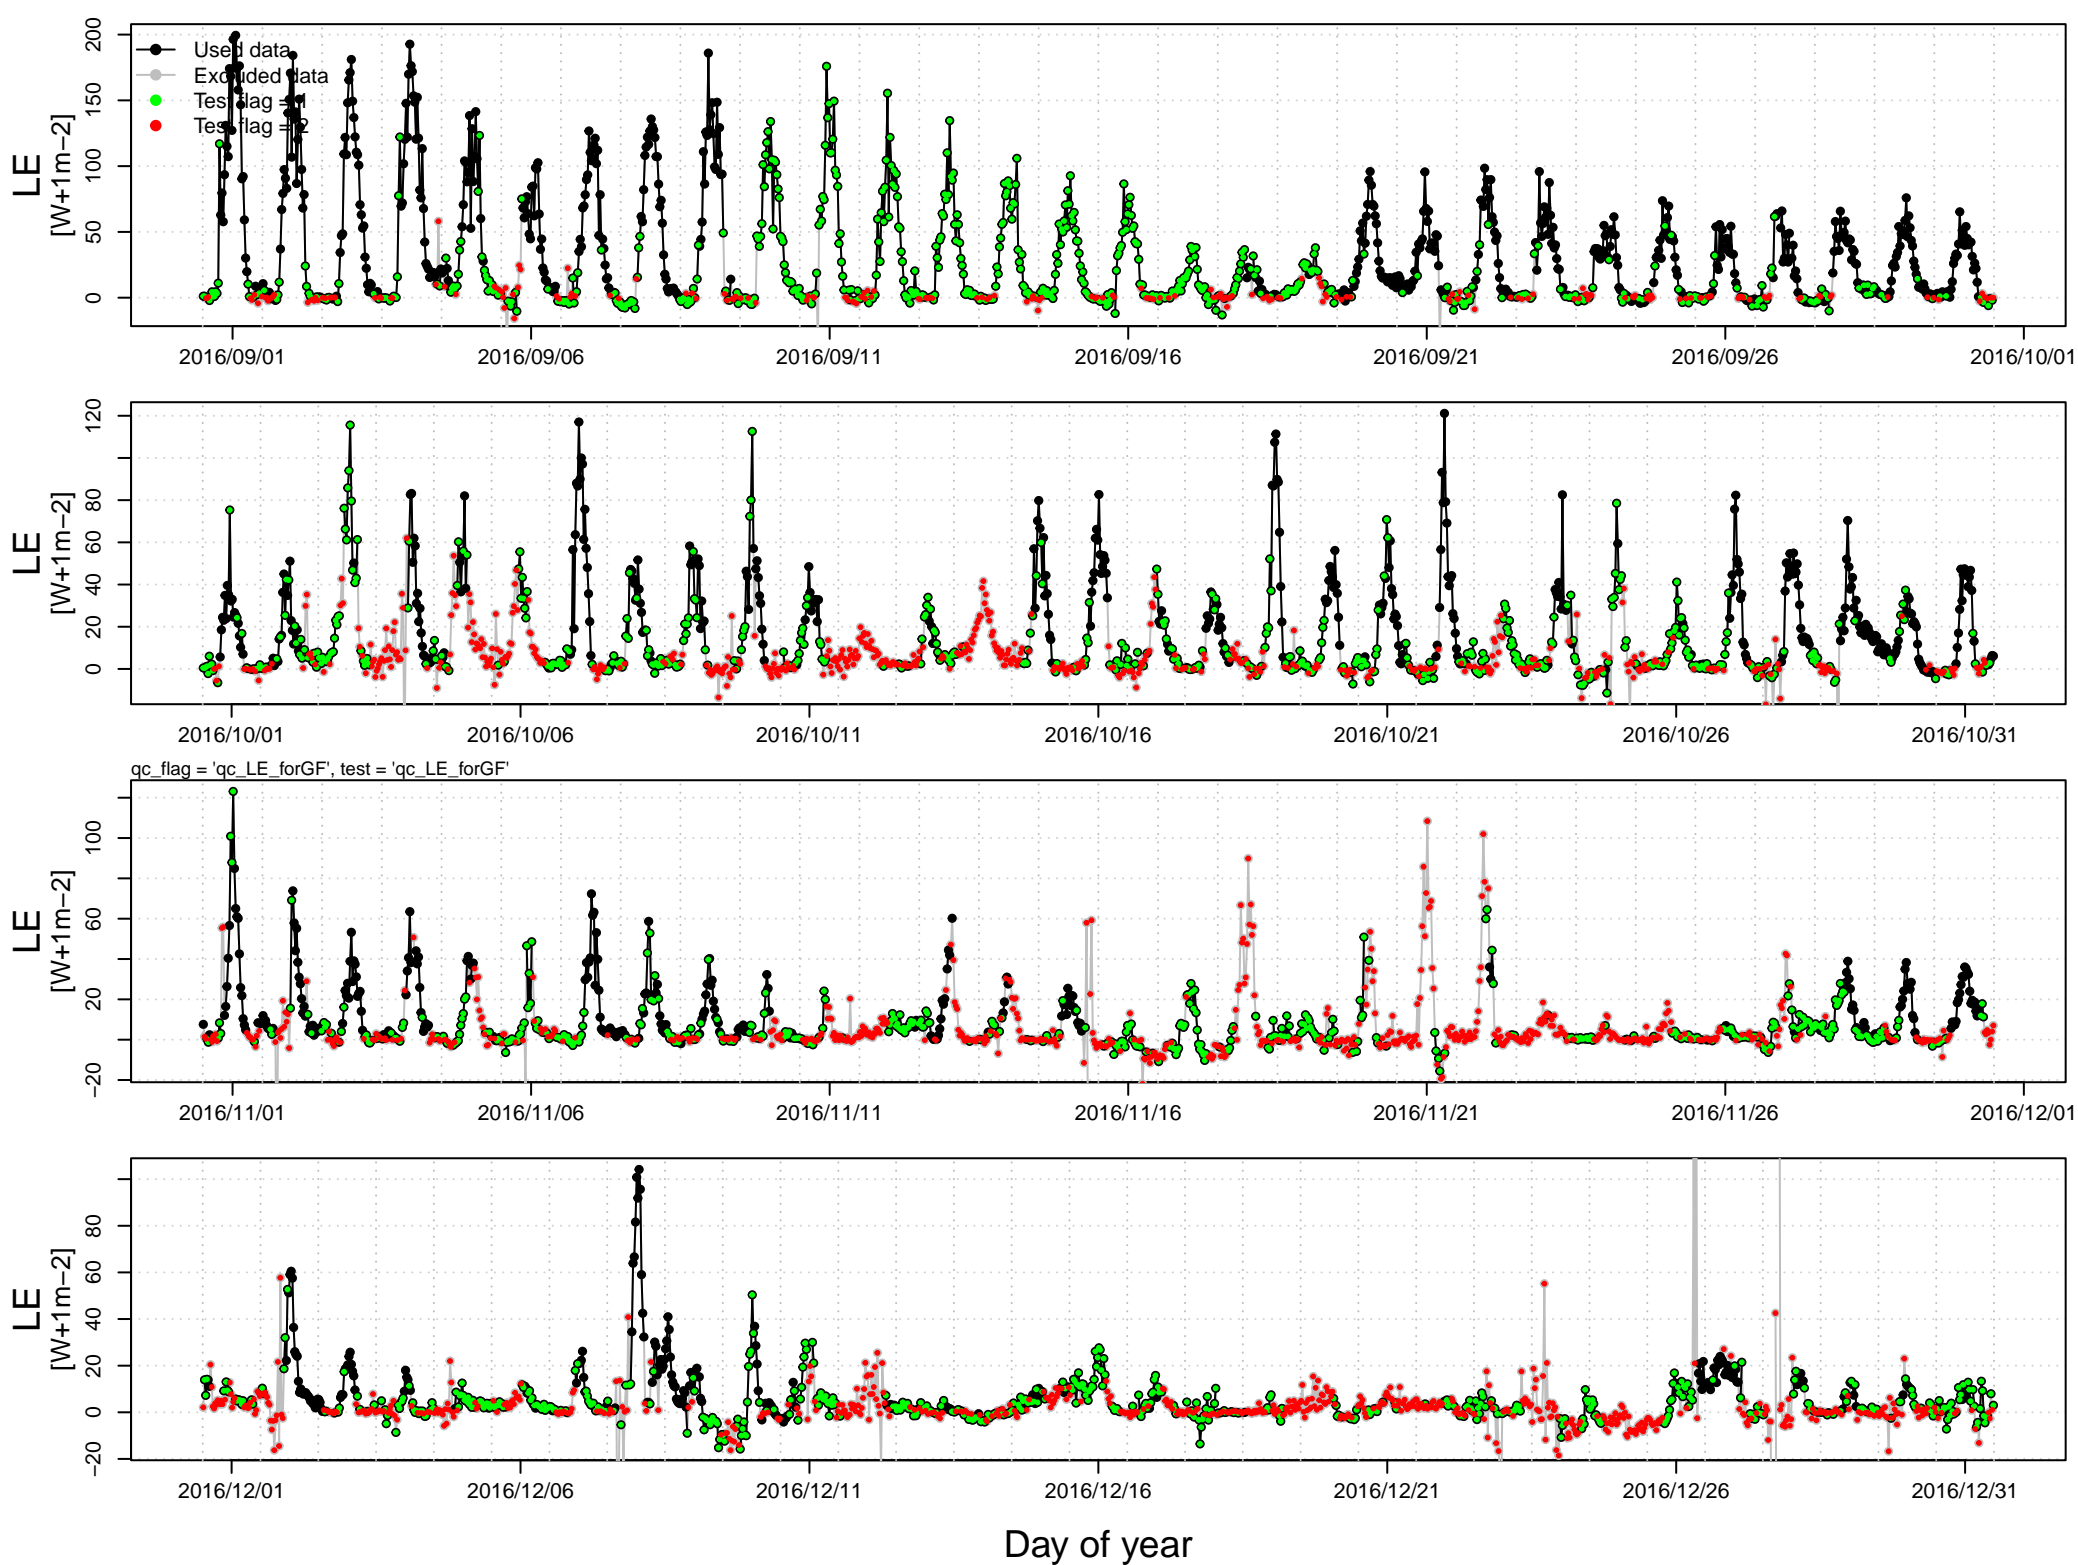 200
150
100
50
0
LE
[W+1m−2]
Used data
Excluded data
Test flag = 1
Test flag = 2
2016/09/01 2016/09/06 2016/09/11 2016/09/16 2016/09/21 2016/09/26 2016/10/01
120
80
60
40
20
0
LE
[W+1m−2]
2016/10/01 2016/10/06 2016/10/11 2016/10/16 2016/10/21 2016/10/26 2016/10/31
qc_flag = 'qc_LE_forGF', test = 'qc_LE_forGF'
100
60
20
−20
LE
[W+1m−2]
2016/11/01 2016/11/06 2016/11/11 2016/11/16 2016/11/21 2016/11/26 2016/12/01
80
60
40
20
0
−20
LE
[W+1m−2]
2016/12/01 2016/12/06 2016/12/11 2016/12/16 2016/12/21 2016/12/26 2016/12/31
Day of year